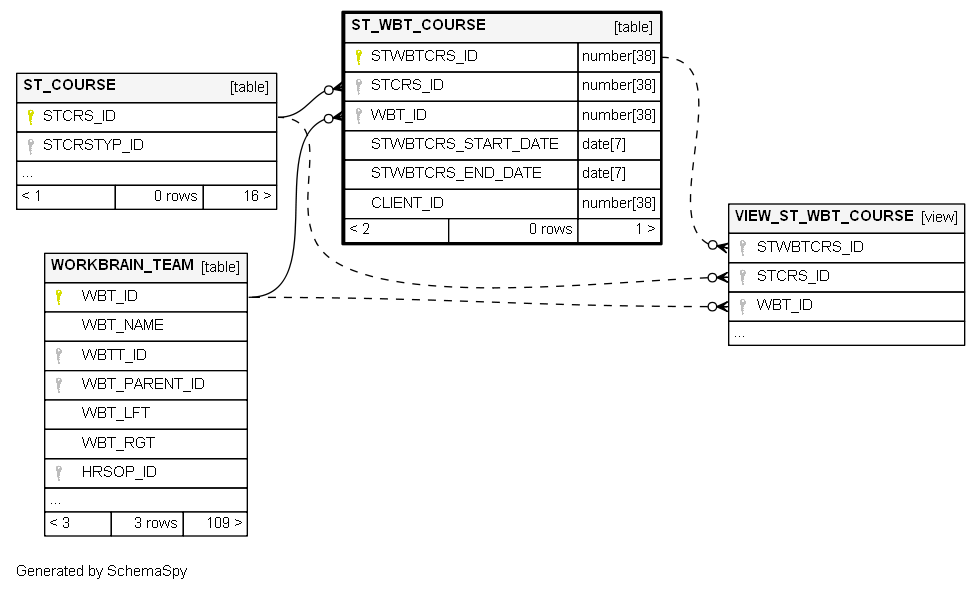 ST_WBT_COURSE [table]
STWBTCRS_ID number[38]
STCRS_ID number[38]
WBT_ID number[38]
STWBTCRS_START_DATE date[7]
STWBTCRS_END_DATE date[7]
CLIENT_ID number[38]
< 2 0 rows 1 >
ST_COURSE [table]
STCRS_ID
STCRSTYP_ID
...
< 1 0 rows 16 >
VIEW_ST_WBT_COURSE [view]
STWBTCRS_ID
STCRS_ID
WBT_ID
...
WORKBRAIN_TEAM [table]
WBT_ID
WBT_NAME
WBTT_ID
WBT_PARENT_ID
WBT_LFT
WBT_RGT
HRSOP_ID
...
< 3 3 rows 109 >
Generated by SchemaSpy